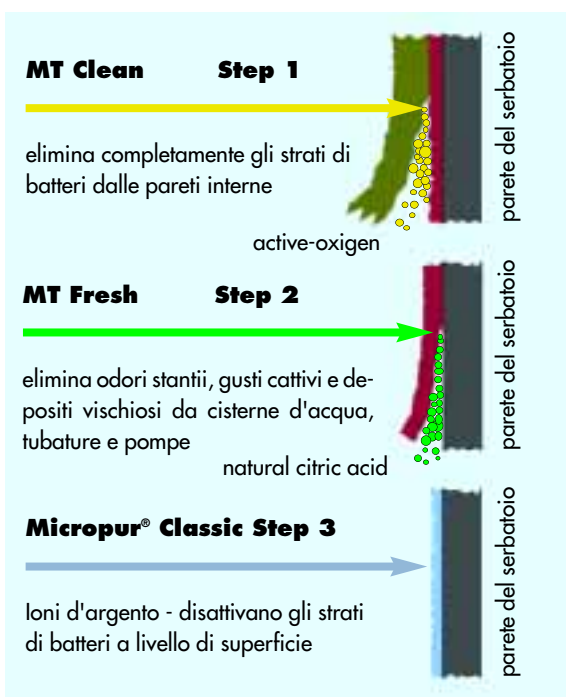 MT Clean Step 1
elimina completamente gli strati di
batteri dalle pareti interne
active-oxigen
parete del serbatoio
MT Fresh Step 2
elimina odori stantii, gusti cattivi e de-
positi vischiosi da cisterne d'acqua,
tubature e pompe
natural citric acid
parete del serbatoio
Micropur® Classic Step 3
Ioni d'argento - disattivano gli strati
di batteri a livello di superficie
parete del serbatoio